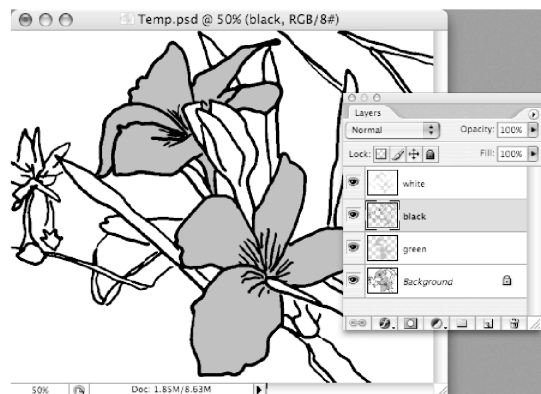 Temp.psd @ 50% (black, RGB/8#)
Layers
Normal Opacity: 100%
Lock: Fill: 100%
white
black
green
Background
50% Doc: 1.85M/8.63M